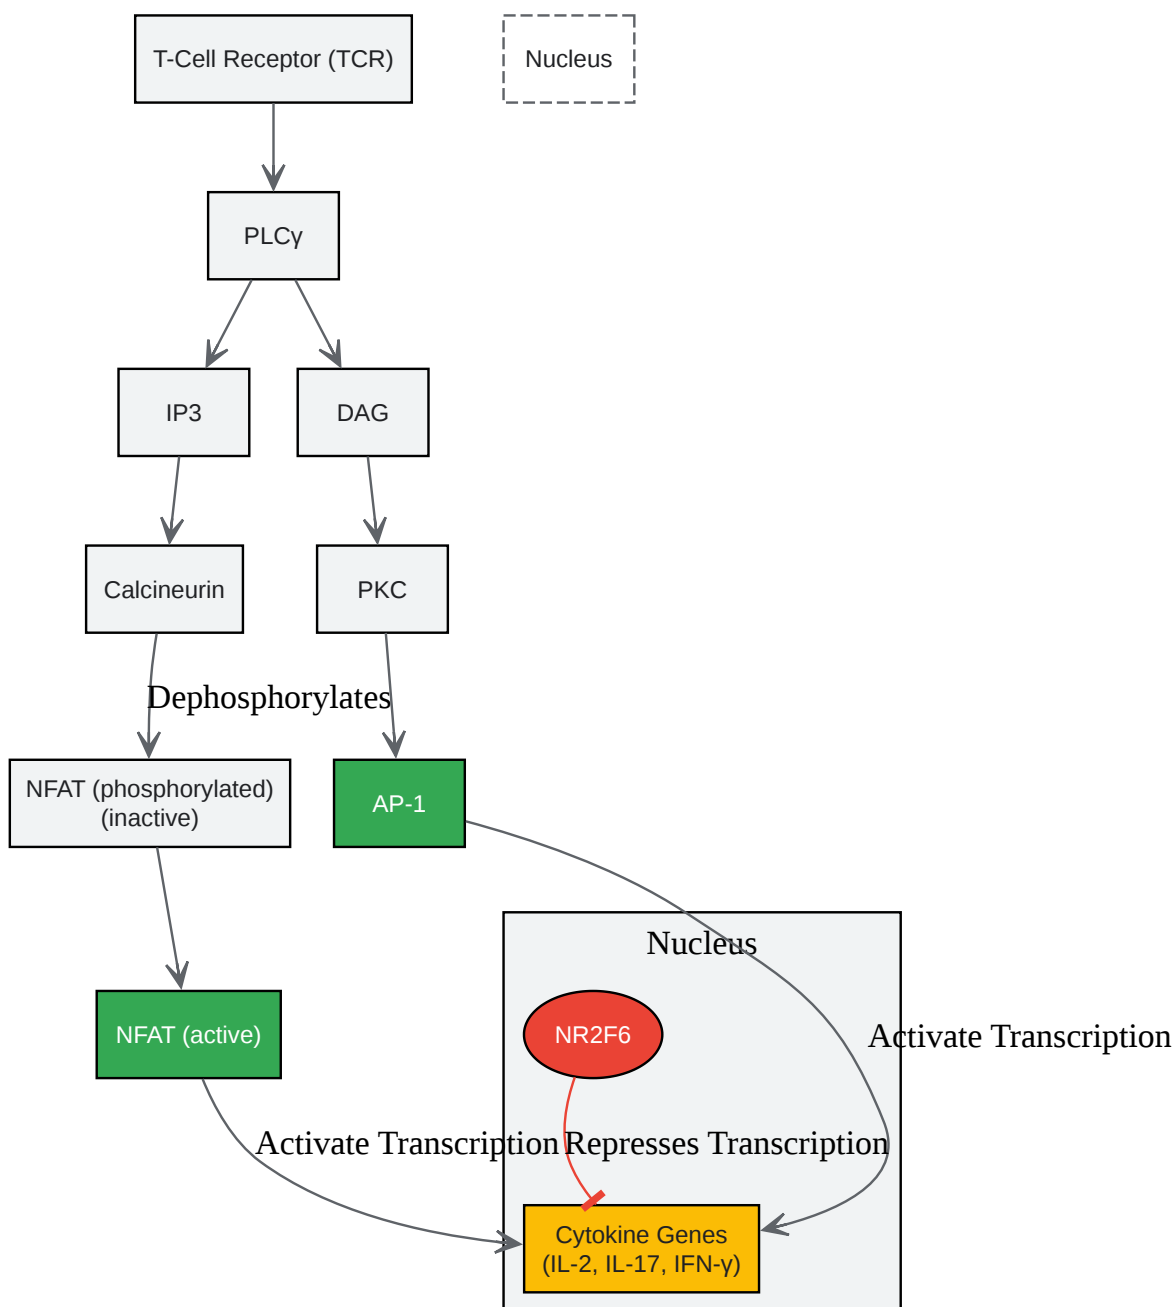 T-Cell Receptor (TCR)
Nucleus
PLCγ
IP3
DAG
Calcineurin
PKC
Dephosphorylates
NFAT (phosphorylated)
(inactive)
AP-1
Nucleus
NFAT (active)
NR2F6
Activate Transcription
Activate Transcription
Represses Transcription
Cytokine Genes
(IL-2, IL-17, IFN-γ)